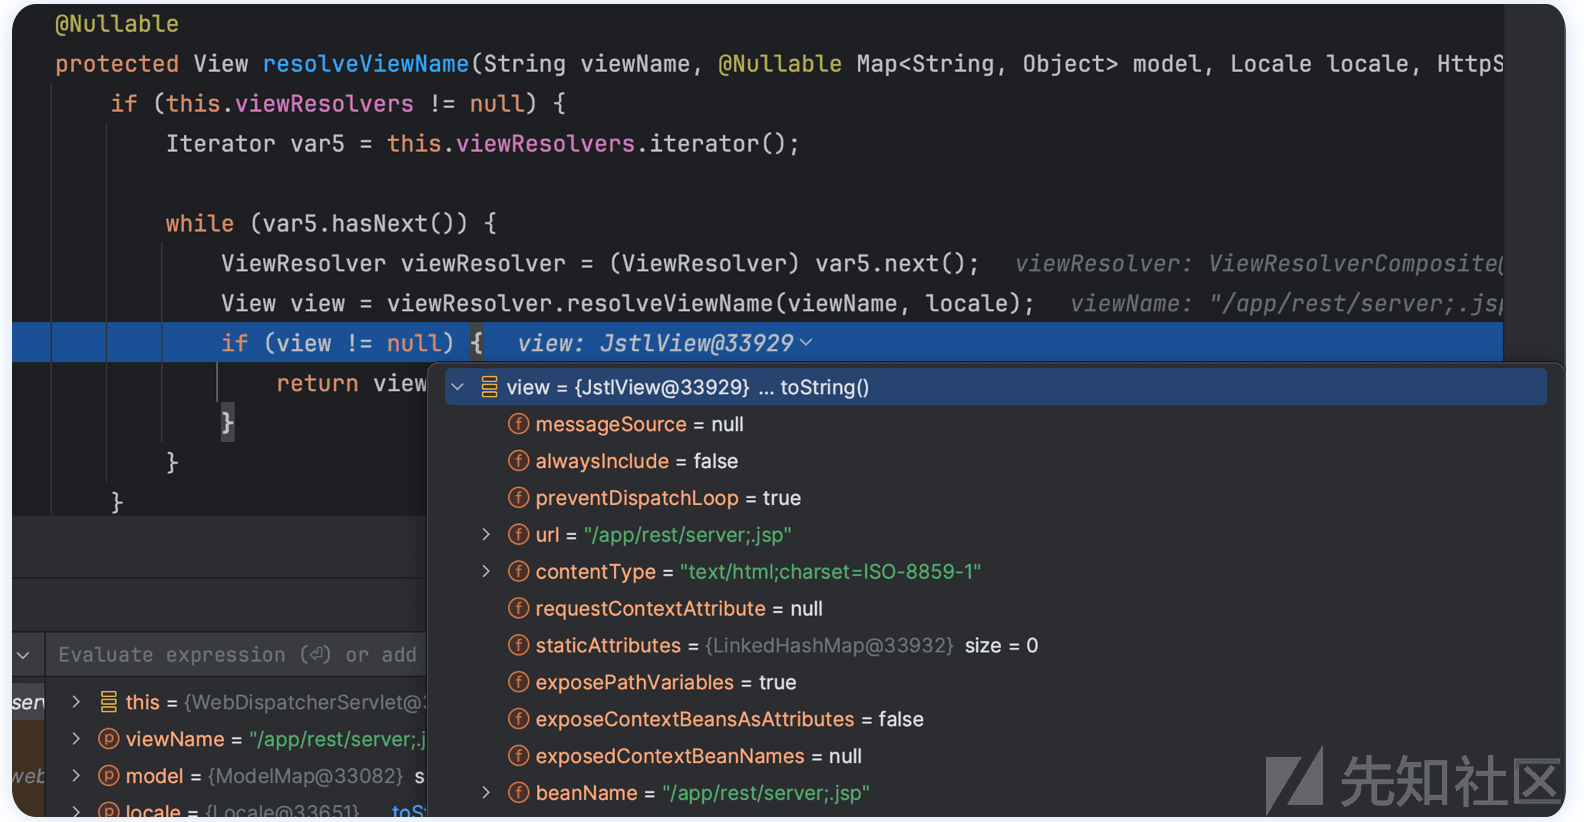 @Nullable
protected View resolveViewName(String viewName, @Nullable Map<String, Object> model, Locale locale, HttpS
if (this.viewResolvers != null) {
Iterator var5 = this.viewResolvers.iterator();
while (var5.hasNext()) {
ViewResolver viewResolver = (ViewResolver) var5.next(); viewResolver: ViewResolverComposite@
View view = viewResolver.resolveViewName(viewName, locale); viewName: "/app/rest/server;.jsp
if (view != null) { view: JstlView@33929
return view
}
}
}
view = {JstlView@33929} ... toString()
messageSource = null
alwaysInclude = false
preventDispatchLoop = true
url = "/app/rest/server;.jsp"
contentType = "text/html;charset=ISO-8859-1"
requestContextAttribute = null
staticAttributes = {LinkedHashMap@33932} size = 0
exposePathVariables = true
exposeContextBeansAsAttributes = false
exposedContextBeanNames = null
beanName = "/app/rest/server;.jsp"
Evaluate expression (⏎) or add
serv
web
this = {WebDispatcherServlet@
viewName = "/app/rest/server;.j
model = {ModelMap@33082} s
locale = {Locale@33651} toSt
先知社区